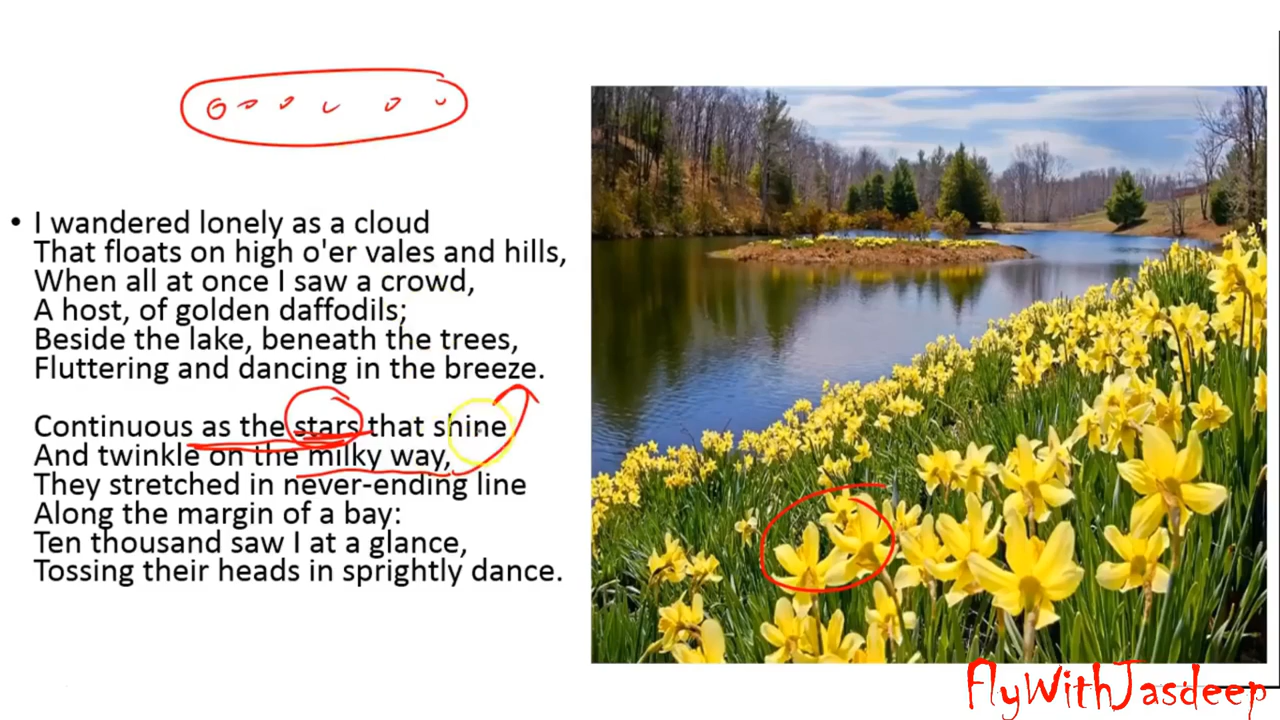 • I wandered lonely as a cloud
That floats on high o'er vales and hills,
When all at once I saw a crowd,
A host, of golden daffodils;
Beside the lake, beneath the trees,
Fluttering and dancing in the breeze.
Continuous as the stars that shine
And twinkle on the milky way,
They stretched in never-ending line
Along the margin of a bay:
Ten thousand saw I at a glance,
Tossing their heads in sprightly dance.
FlyWithJasdeep